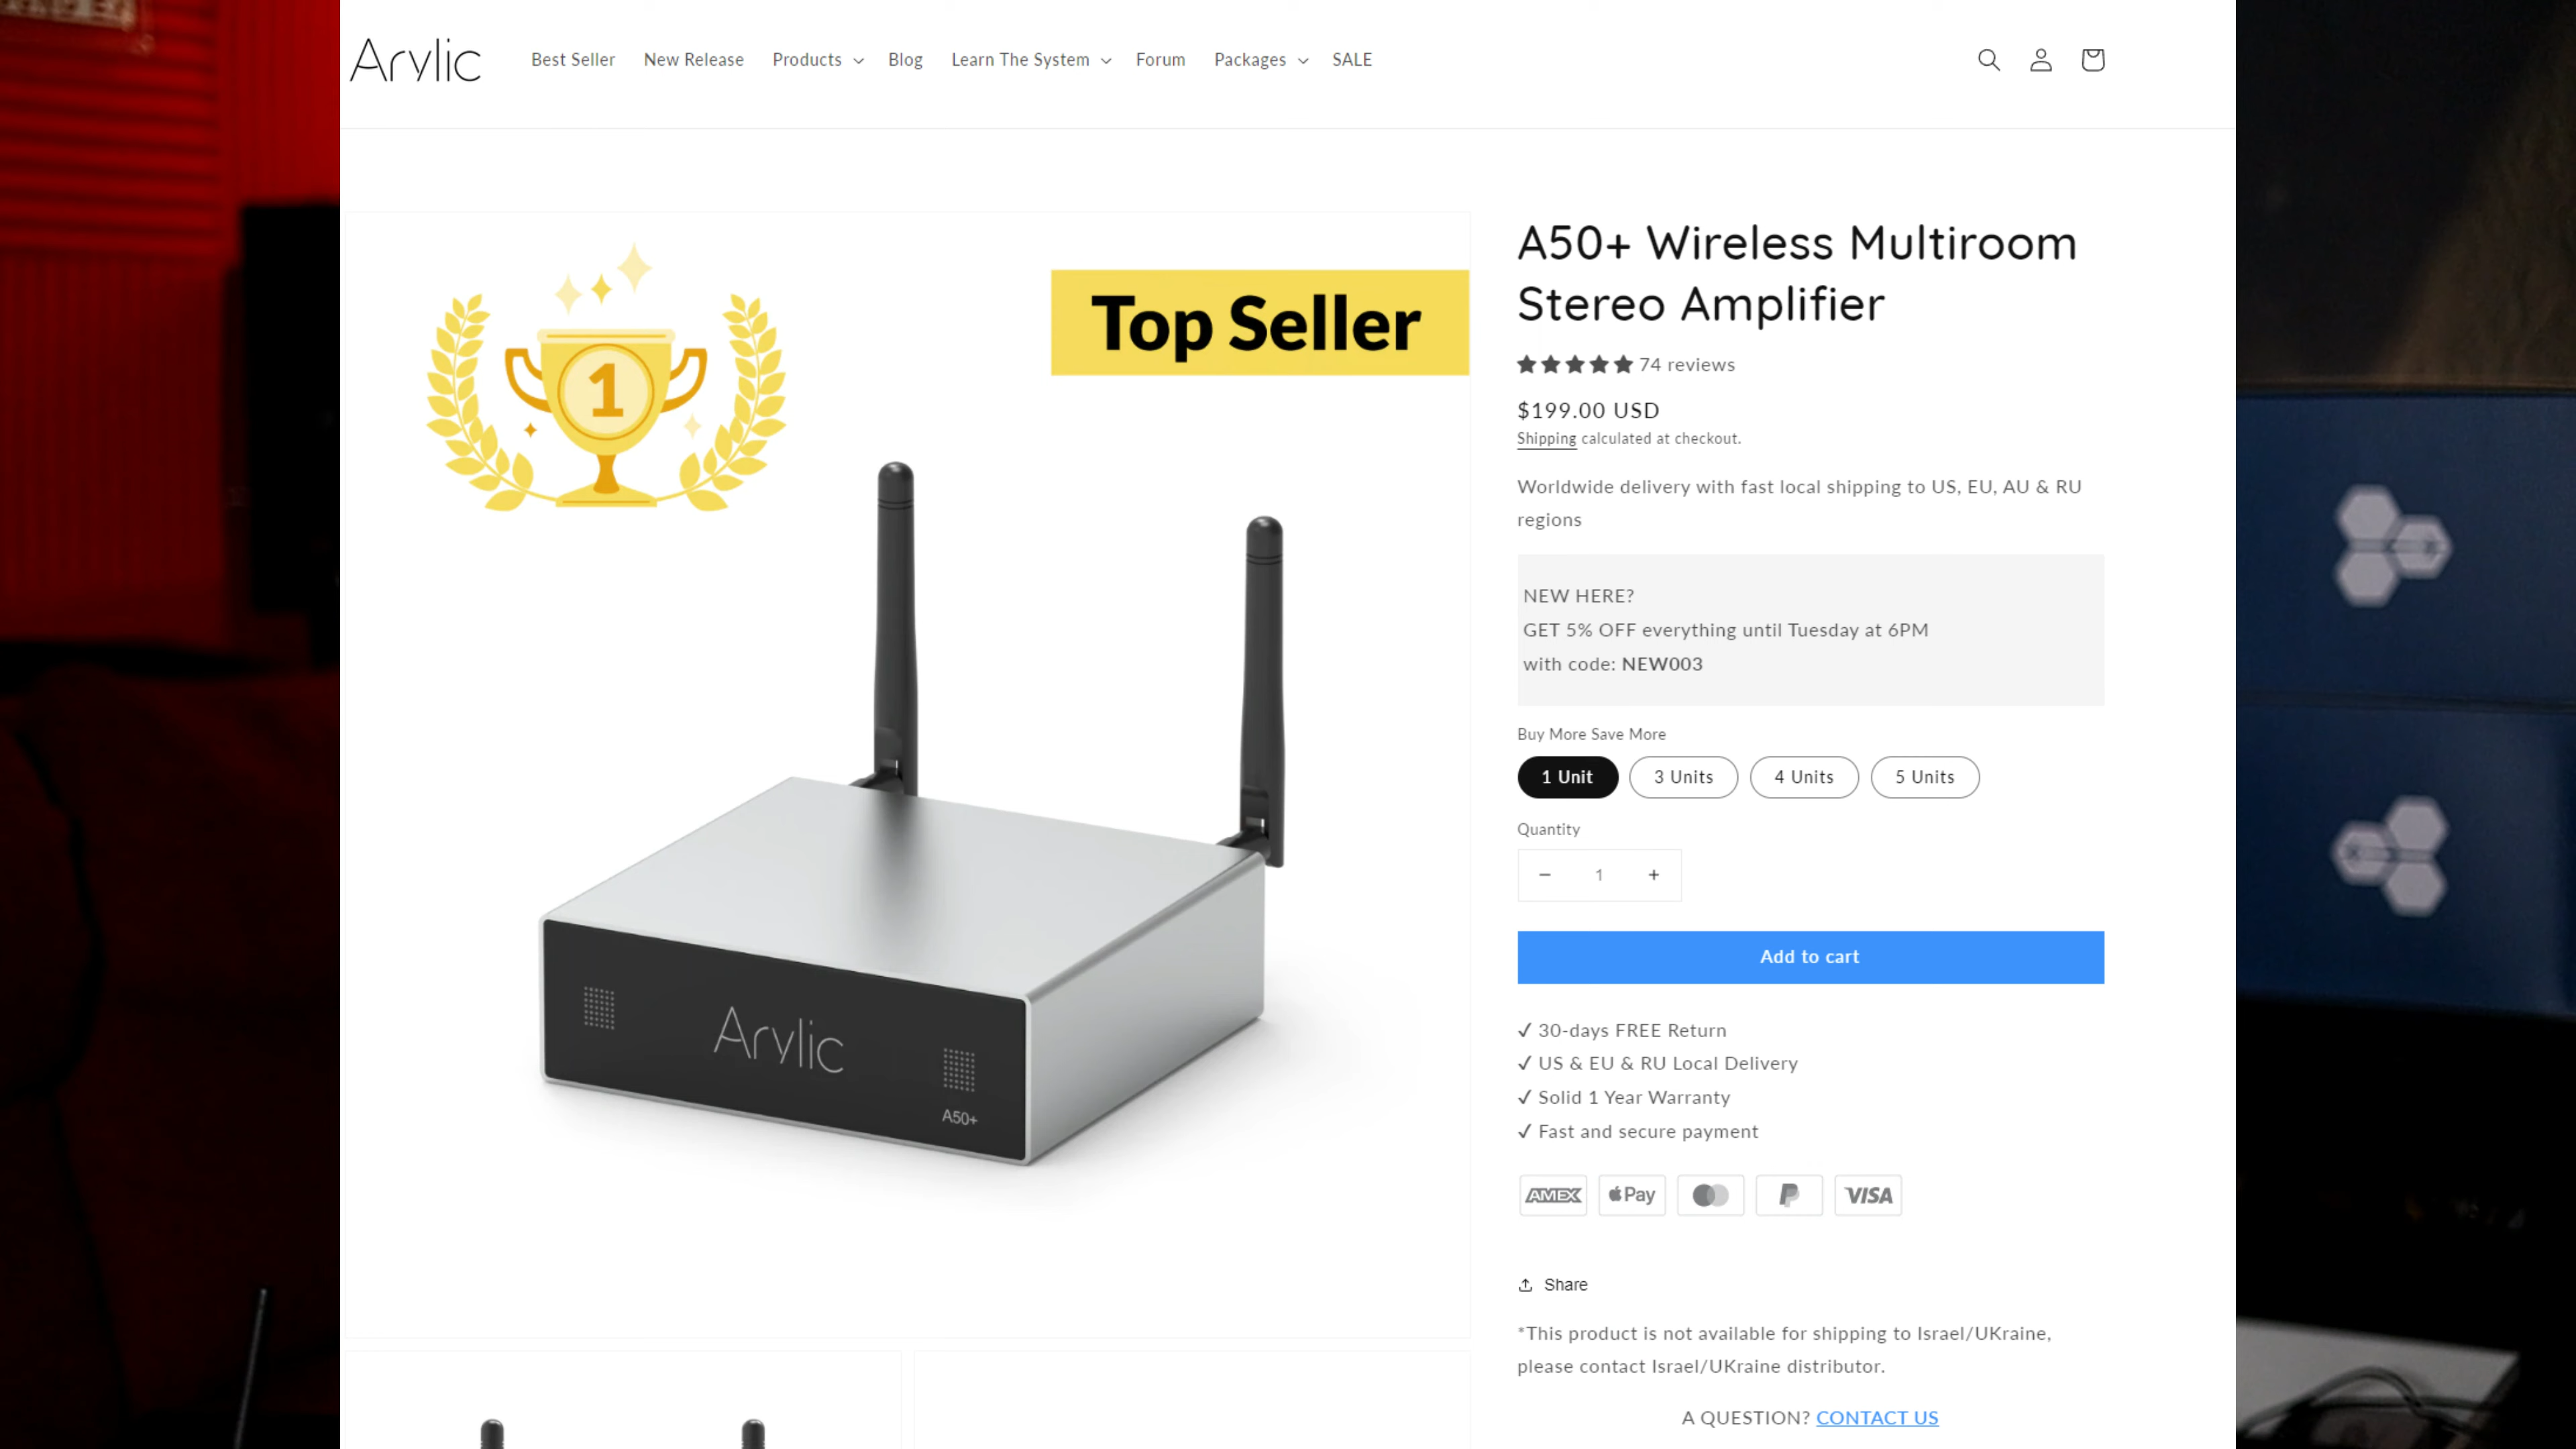 Arylic
Best Seller New Release Products Blog Learn The System Forum Packages SALE
Top Seller
1
Arylic
A50+
A50+ Wireless Multiroom
Stereo Amplifier
74 reviews
$199.00 USD
Shipping calculated at checkout.
Worldwide delivery with fast local shipping to US, EU, AU & RU
regions
NEW HERE?
GET 5% OFF everything until Tuesday at 6PM
with code: NEW003
Buy More Save More
1 Unit 3 Units 4 Units 5 Units
Quantity
− 1 +
Add to cart
✓ 30-days FREE Return
✓ US & EU & RU Local Delivery
✓ Solid 1 Year Warranty
✓ Fast and secure payment
AMEX Pay VISA
Share
*This product is not available for shipping to Israel/UKraine,
please contact Israel/UKraine distributor.
A QUESTION? CONTACT US